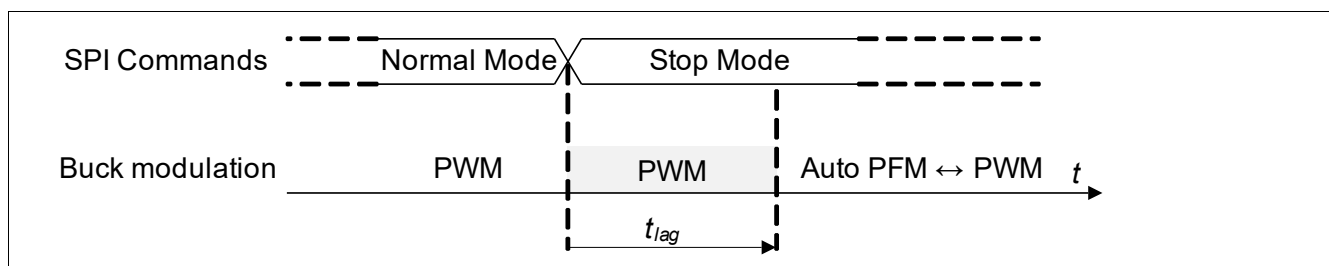 SPI Commands Normal Mode Stop Mode
Buck modulation PWM PWM Auto PFM ↔ PWM t
tlag